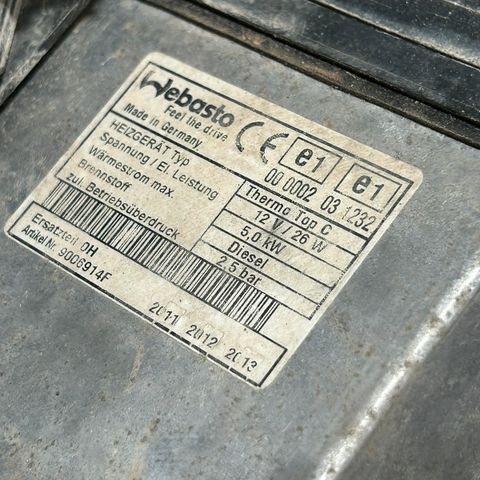 Webasto
Feel the drive
Made in Germany
CE e1 e1
00 0002 03 1232
HEIZGERÄT Typ Thermo Top C
Spannung / El. Leistung 12 V / 26 W
Wärmestrom max. 5,0 kW
Brennstoff Diesel
zul. Betriebsüberdruck 2,5 bar
Ersatzteil 0H
Artikel Nr. 9006914F
2011 2012 2013